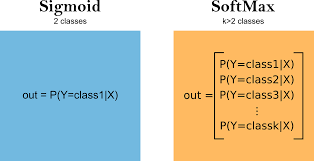 Sigmoid
2 classes
out = P(Y=class1|X)
SoftMax
k>2 classes
out =
P(Y=class1|X)
P(Y=class2|X)
P(Y=class3|X)
⋮
P(Y=classk|X)